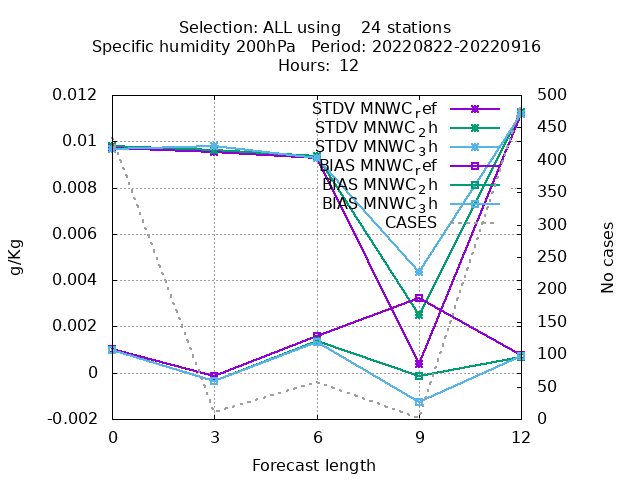 Selection: ALL using    24 stations
Specific humidity 200hPa   Period: 20220822-20220916
Hours: 12
0.012
0.01
0.008
0.006
0.004
0.002
0
-0.002
g/Kg
500
450
400
350
300
250
200
150
100
50
0
No cases
STDV MNWC_ref
STDV MNWC_2h
STDV MNWC_3h
BIAS MNWC_ref
BIAS MNWC_2h
BIAS MNWC_3h
CASES
0
3
6
9
12
Forecast length